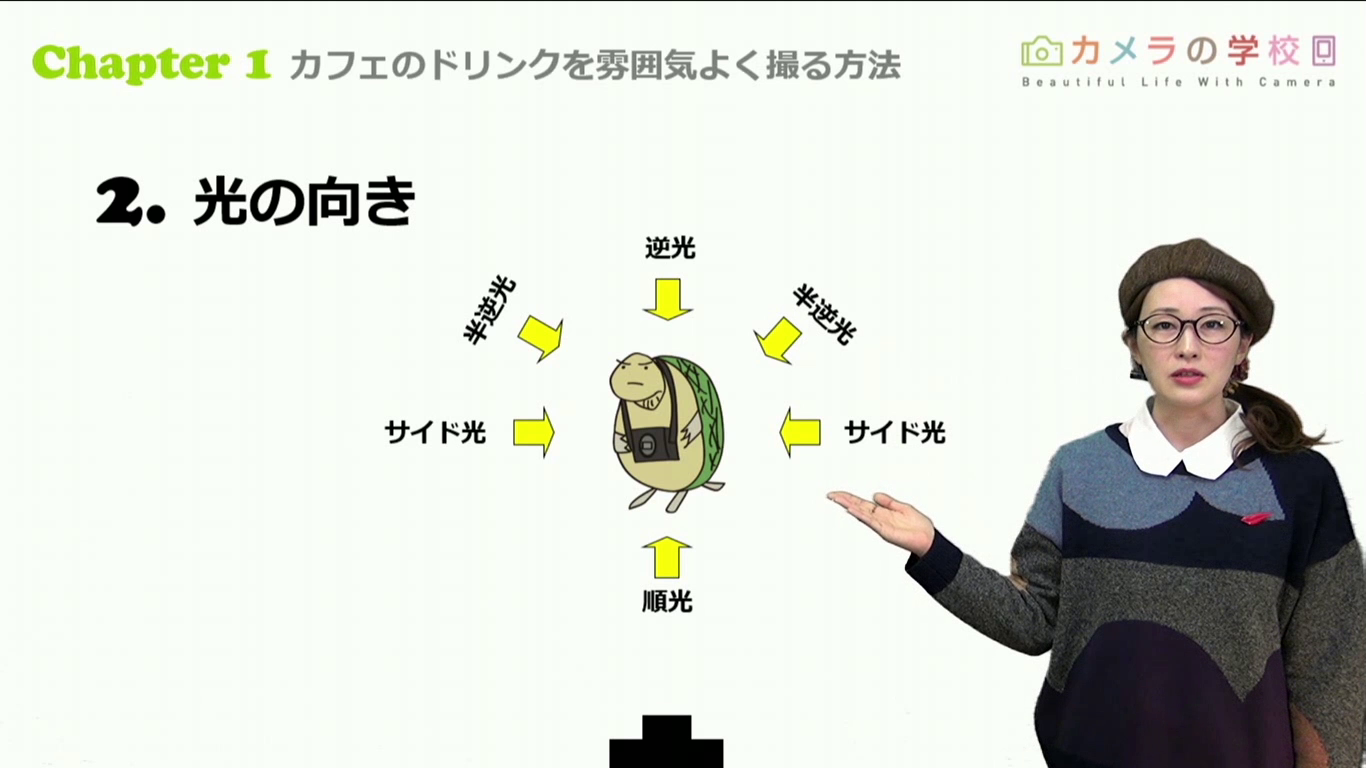 Chapter 1 カフェのドリンクを雰囲気よく撮る方法
カメラの学校
Beautiful Life With Camera
2. 光の向き
逆光
半逆光
半逆光
サイド光
サイド光
順光